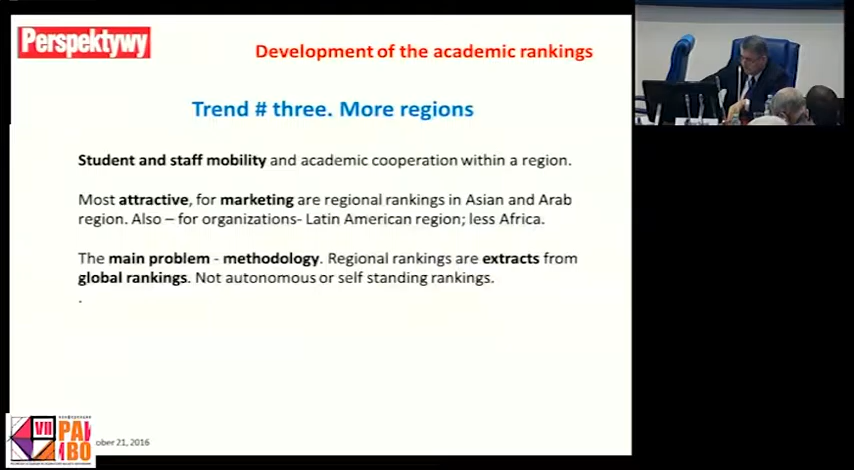 Perspektywy
Development of the academic rankings
Trend # three. More regions
Student and staff mobility and academic cooperation within a region.
Most attractive, for marketing are regional rankings in Asian and Arab
region. Also – for organizations- Latin American region; less Africa.
The main problem - methodology. Regional rankings are extracts from
global rankings. Not autonomous or self standing rankings.
.
конференция
VII
ober 21, 2016